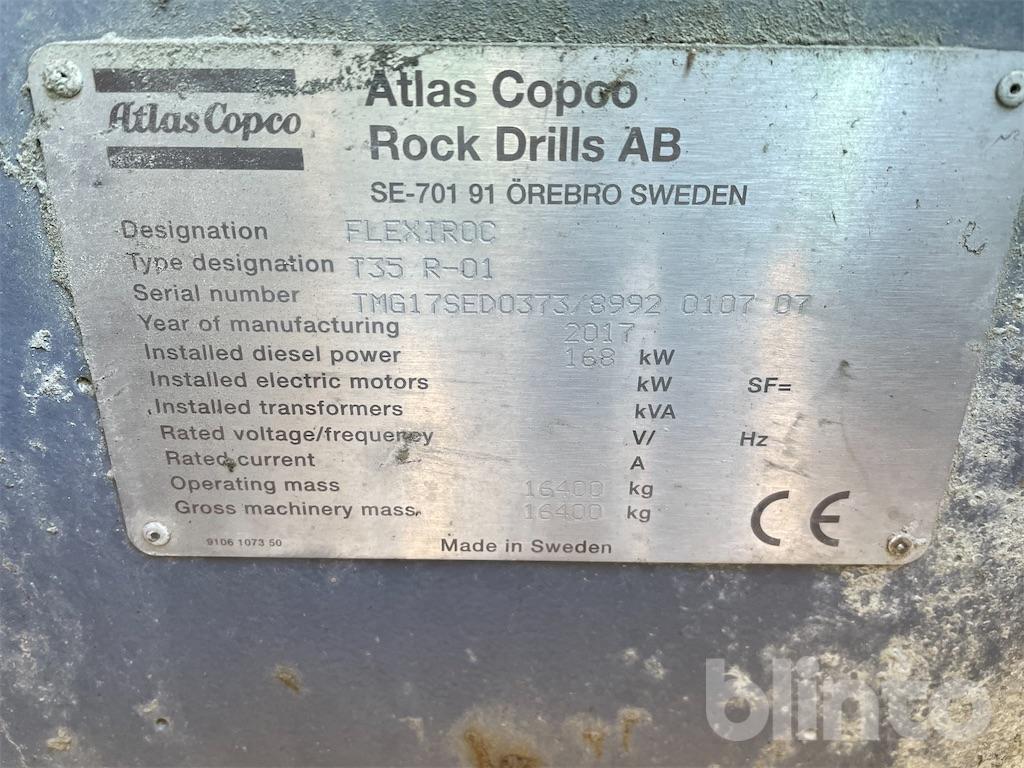 Atlas Copco
Atlas Copco
Rock Drills AB
SE-701 91 ÖREBRO SWEDEN
Designation FLEXIROC
Type designation T35 R-01
Serial number TMG17SED0373/8992 0107 07
Year of manufacturing 2017
Installed diesel power 168 kW
Installed electric motors kW SF=
Installed transformers kVA
Rated voltage/frequency V/ Hz
Rated current A
Operating mass 16400 kg
Gross machinery mass 16400 kg
CE
9106 1073 50
Made in Sweden
blinto